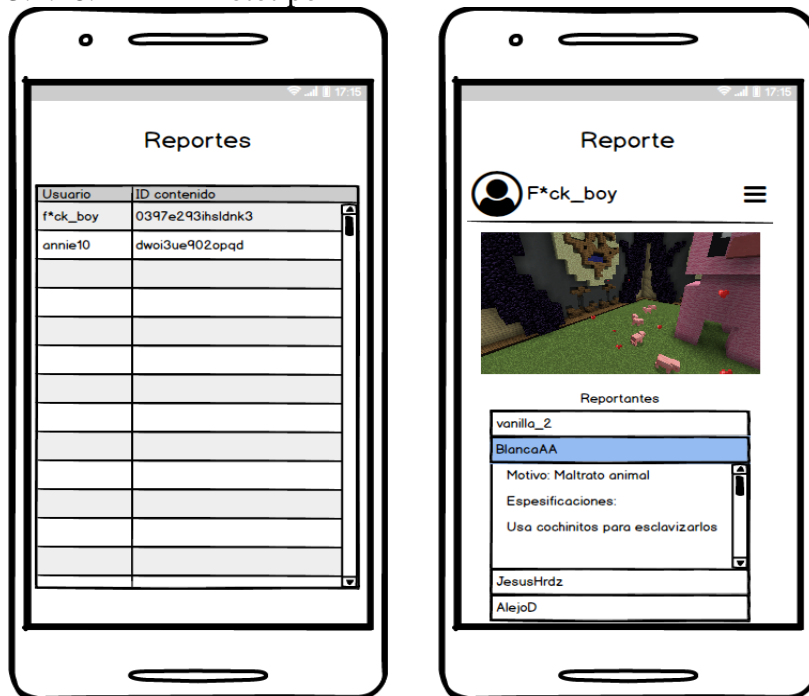 17:15
Reportes
Usuario ID contenido
f*ck_boy 0397e293ihsldnk3
annie10 dwoi3ue902opqd
17:15
Reporte
F*ck_boy
Reportantes
vanilla_2
BlancaAA
Motivo: Maltrato animal
Espesificaciones:
Usa cochinitos para esclavizarlos
JesusHrdz
AlejoD